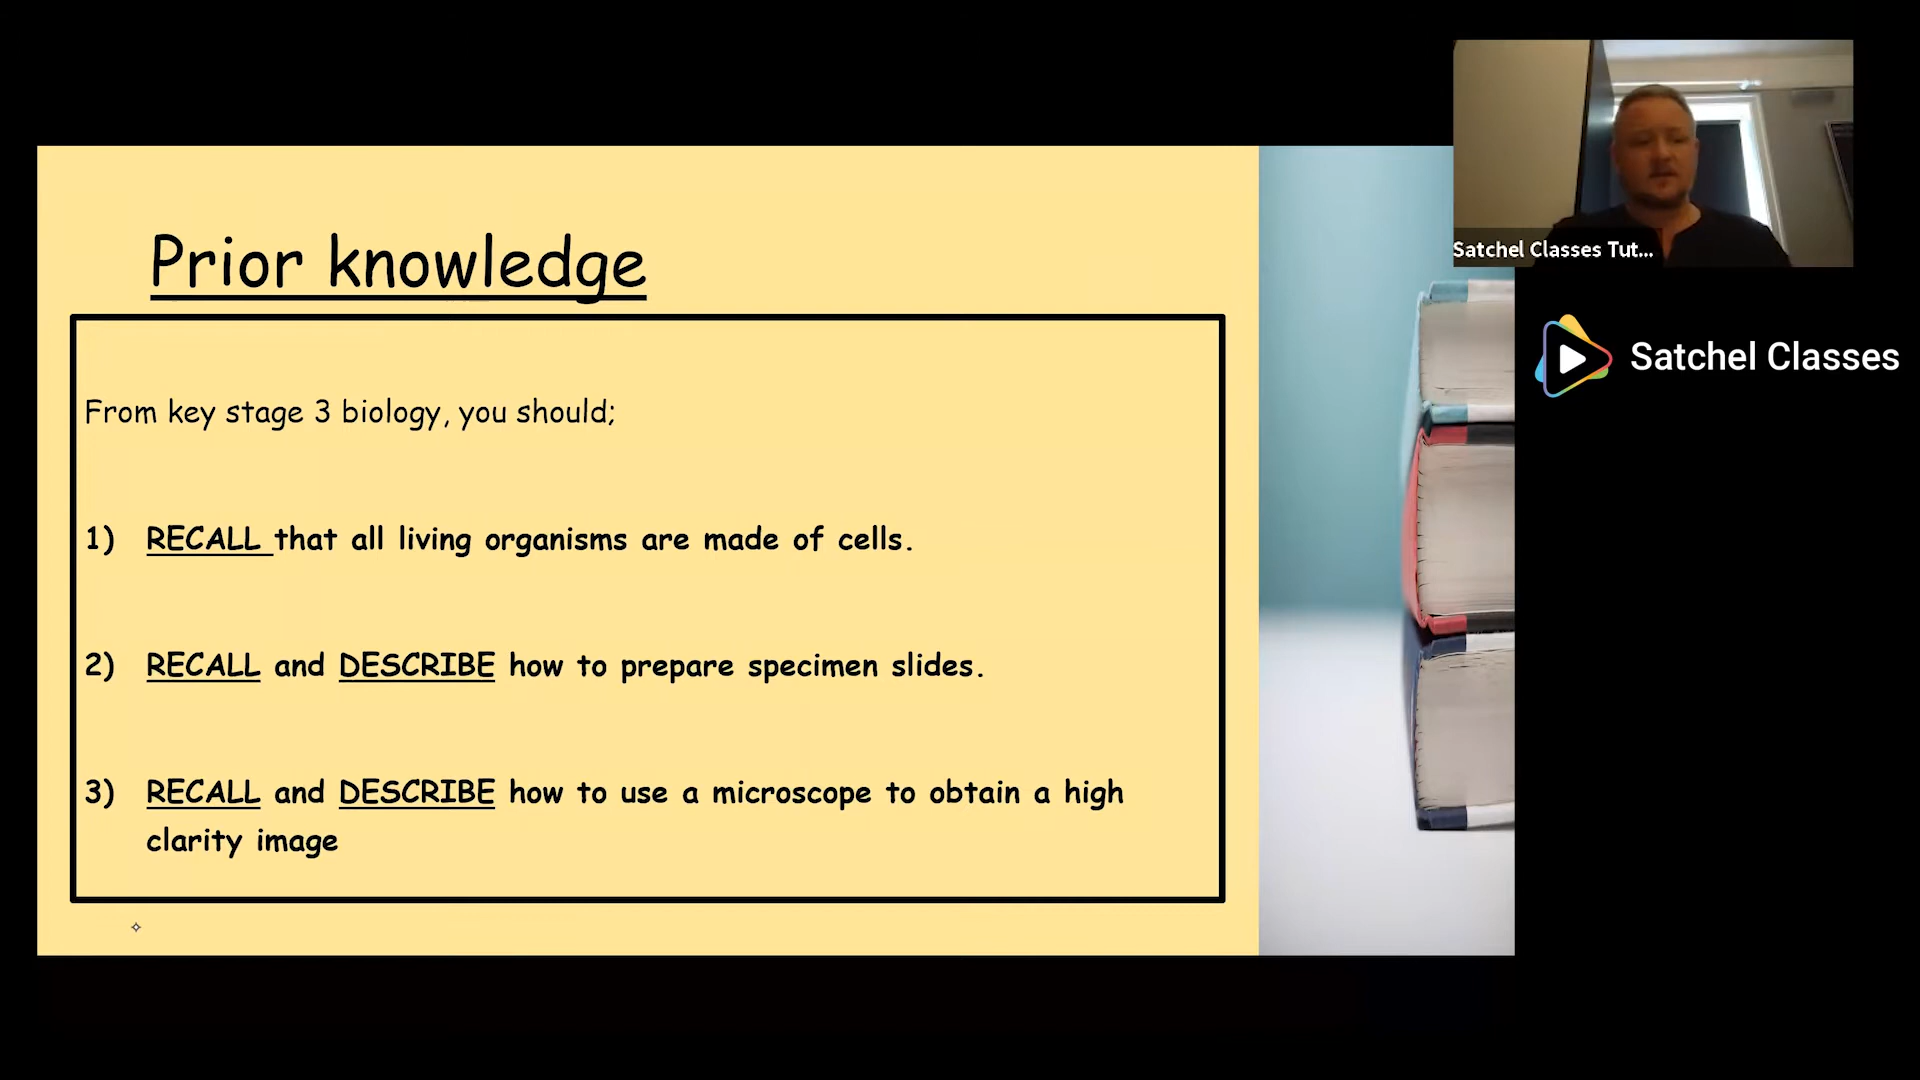 Prior knowledge
From key stage 3 biology, you should;
1) RECALL that all living organisms are made of cells.
2) RECALL and DESCRIBE how to prepare specimen slides.
3) RECALL and DESCRIBE how to use a microscope to obtain a high
clarity image
Satchel Classes Tut...
Satchel Classes